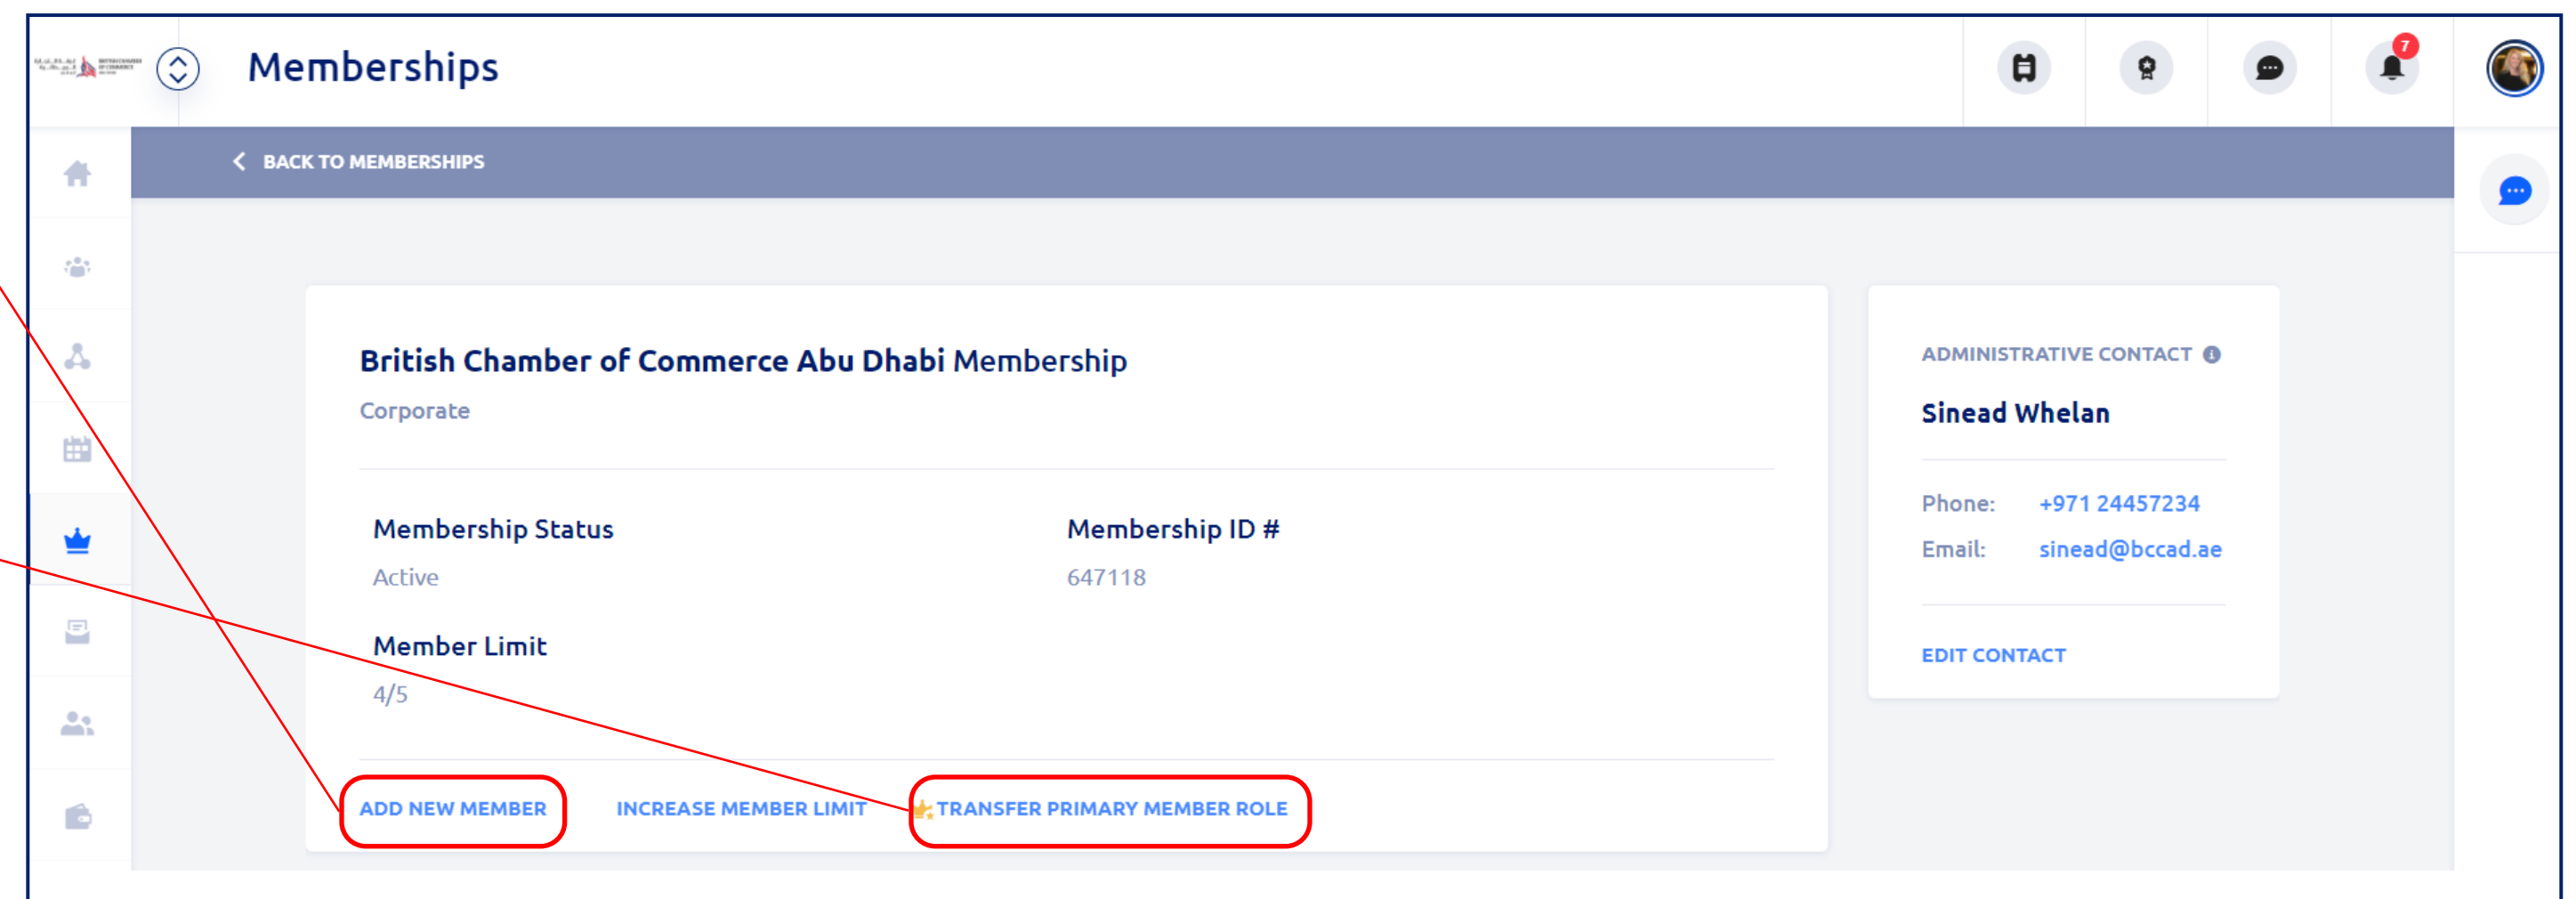 Memberships
7
BACK TO MEMBERSHIPS
British Chamber of Commerce Abu Dhabi Membership
Corporate
Membership Status
Active
Membership ID #
647118
Member Limit
4/5
ADD NEW MEMBER
INCREASE MEMBER LIMIT
TRANSFER PRIMARY MEMBER ROLE
ADMINISTRATIVE CONTACT
Sinead Whelan
Phone: +971 24457234
Email: sinead@bccad.ae
EDIT CONTACT